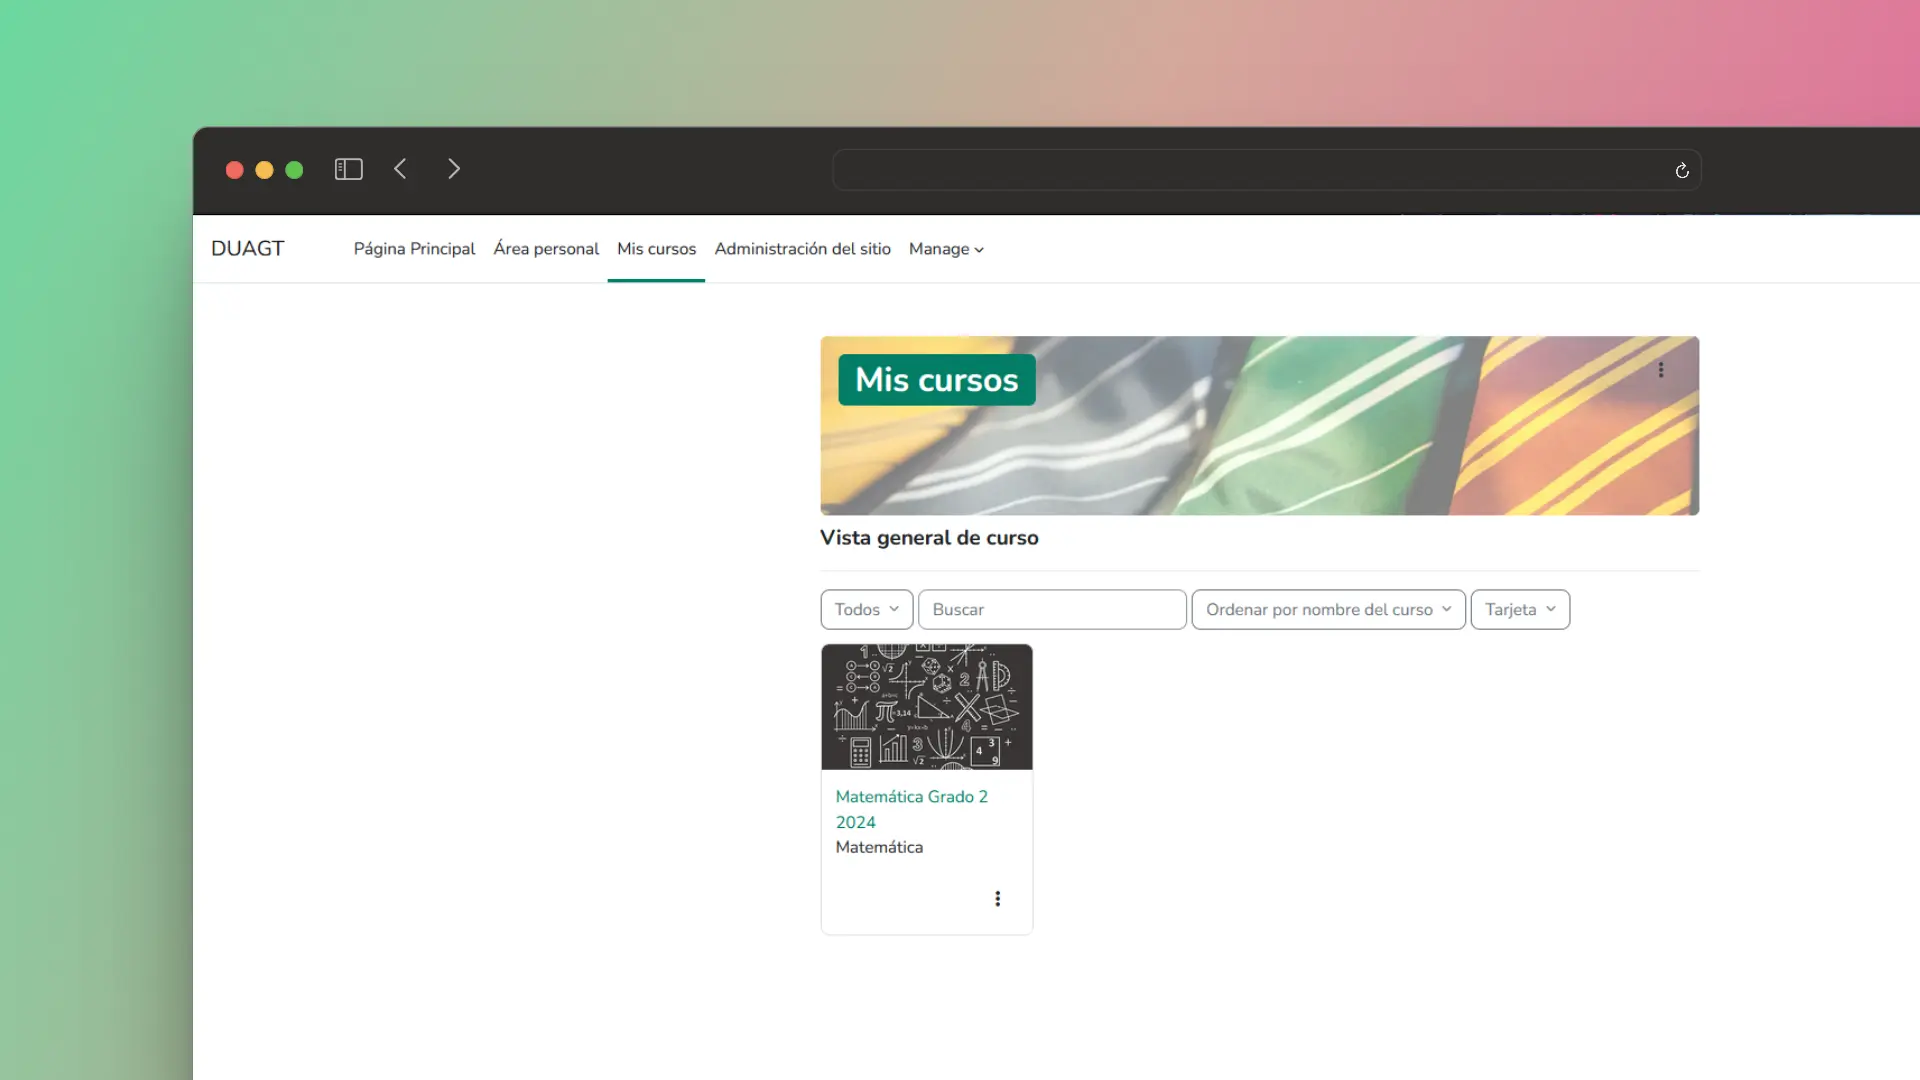 DUAGT
Página Principal Área personal Mis cursos Administración del sitio Manage
Mis cursos
Vista general de curso
Todos Buscar Ordenar por nombre del curso Tarjeta
Matemática Grado 2
2024
Matemática